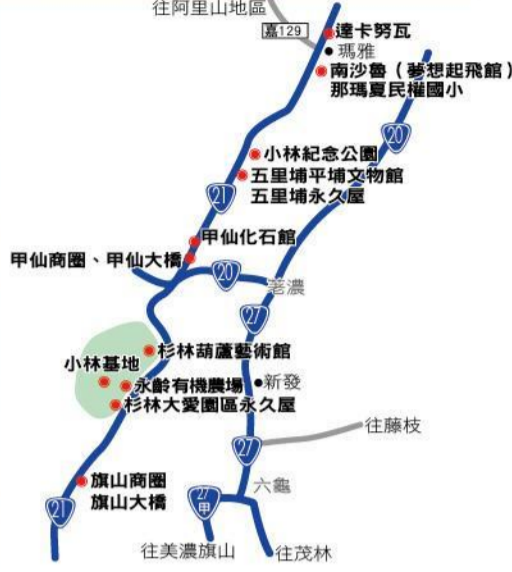 往阿里山地區
嘉129
達卡努瓦
瑪雅
南沙魯（夢想起飛館）
那瑪夏民權國小
20
小林紀念公園
五里埔平埔文物館
五里埔永久屋
21
甲仙化石館
甲仙商圈、甲仙大橋
20
荖濃
27
杉林葫蘆藝術館
小林基地
永齡有機農場
新發
杉林大愛園區永久屋
往藤枝
27
旗山商圈
旗山大橋
六龜
27甲
21
往美濃旗山
往茂林